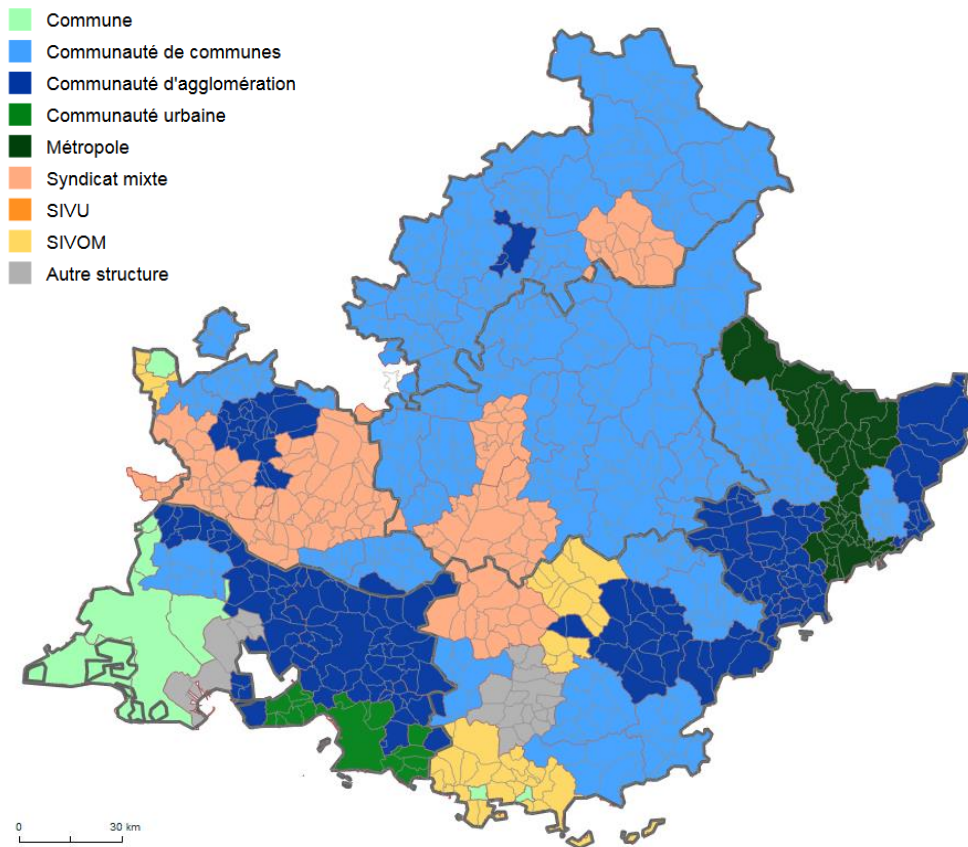 Commune
Communauté de communes
Communauté d'agglomération
Communauté urbaine
Métropole
Syndicat mixte
SIVU
SIVOM
Autre structure
0 30 km